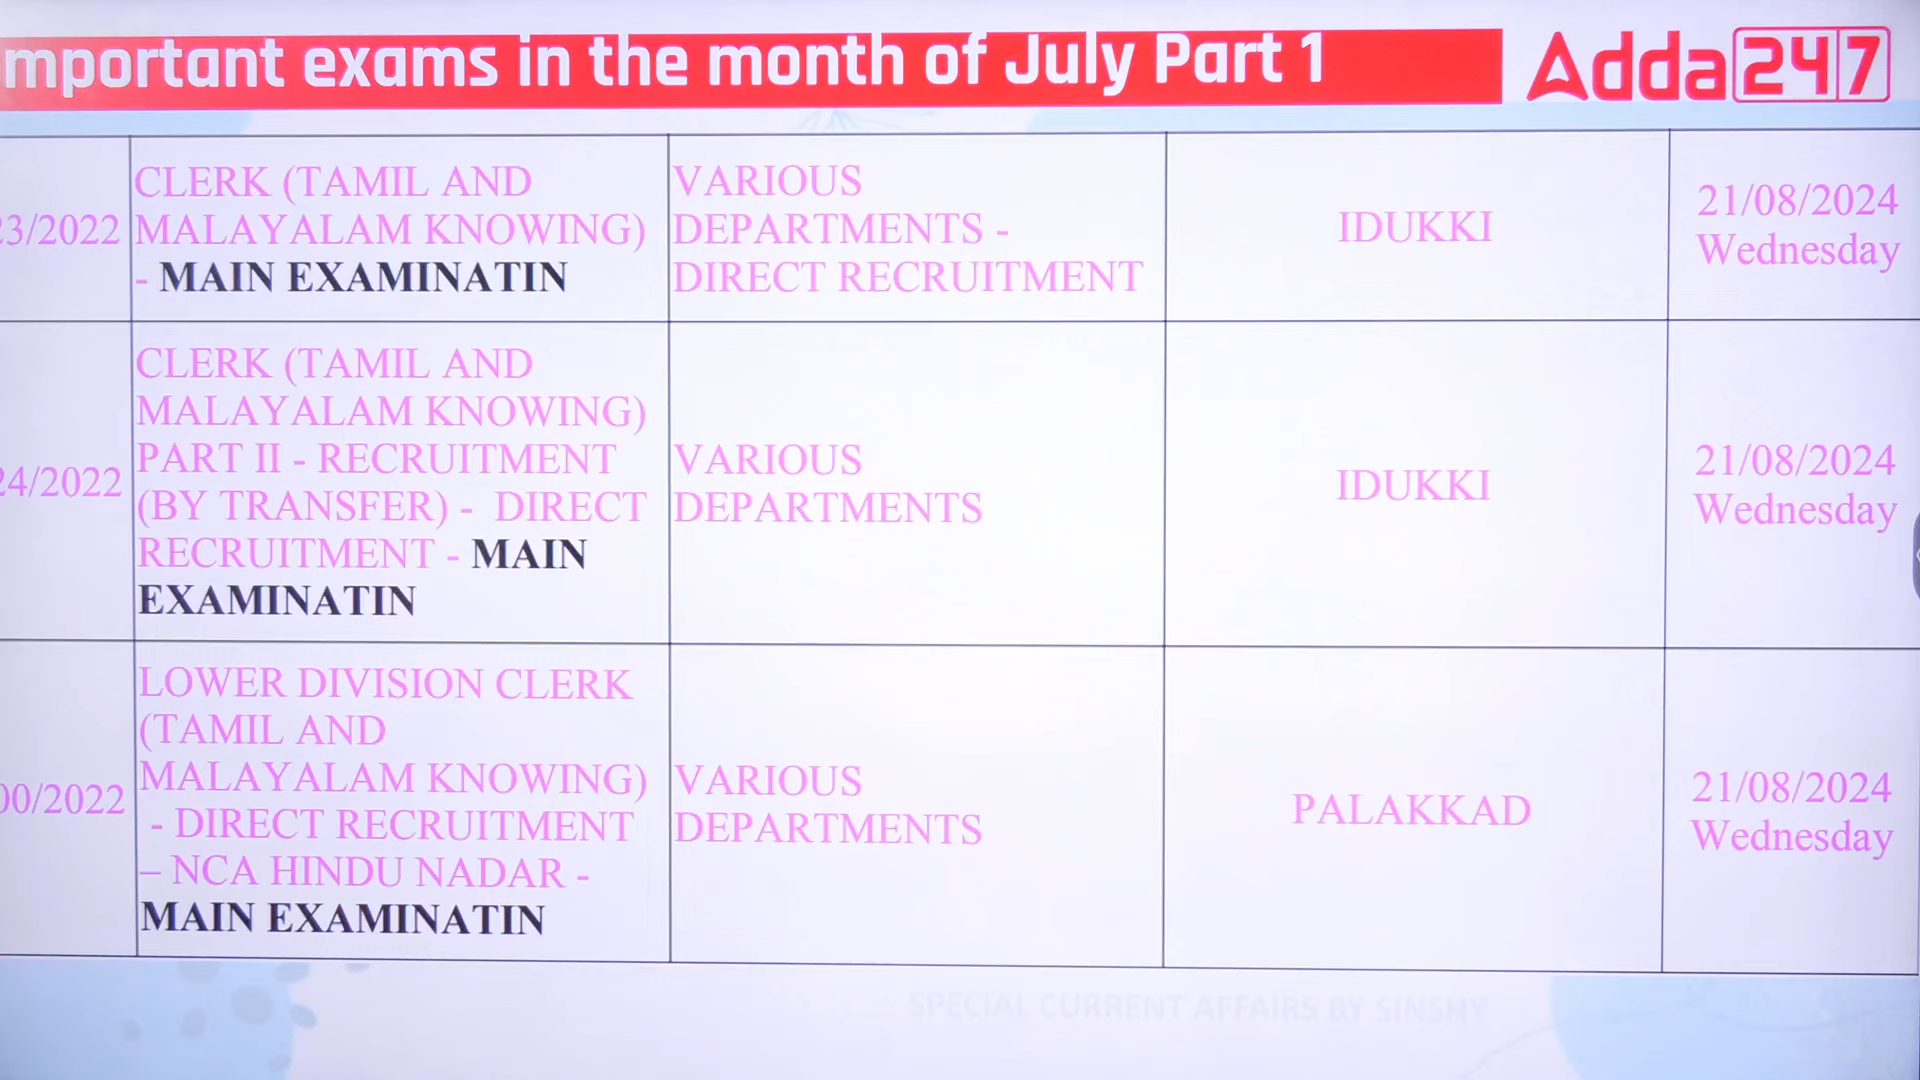 mportant exams in the month of July Part 1
Adda247
23/2022
CLERK (TAMIL AND
MALAYALAM KNOWING)
- MAIN EXAMINATIN
VARIOUS
DEPARTMENTS -
DIRECT RECRUITMENT
IDUKKI
21/08/2024
Wednesday
24/2022
CLERK (TAMIL AND
MALAYALAM KNOWING)
PART II - RECRUITMENT
(BY TRANSFER) - DIRECT
RECRUITMENT - MAIN
EXAMINATIN
VARIOUS
DEPARTMENTS
IDUKKI
21/08/2024
Wednesday
00/2022
LOWER DIVISION CLERK
(TAMIL AND
MALAYALAM KNOWING)
- DIRECT RECRUITMENT
– NCA HINDU NADAR -
MAIN EXAMINATIN
VARIOUS
DEPARTMENTS
PALAKKAD
21/08/2024
Wednesday
SPECIAL CURRENT AFFAIRS BY SINSHY